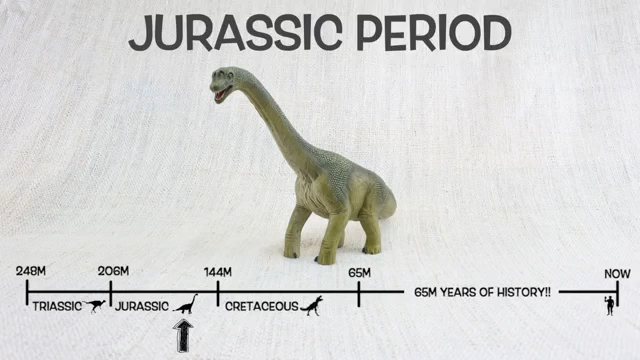 JURASSIC PERIOD
248M 206M 144M 65M NOW
TRIASSIC JURASSIC CRETACEOUS 65M YEARS OF HISTORY!!